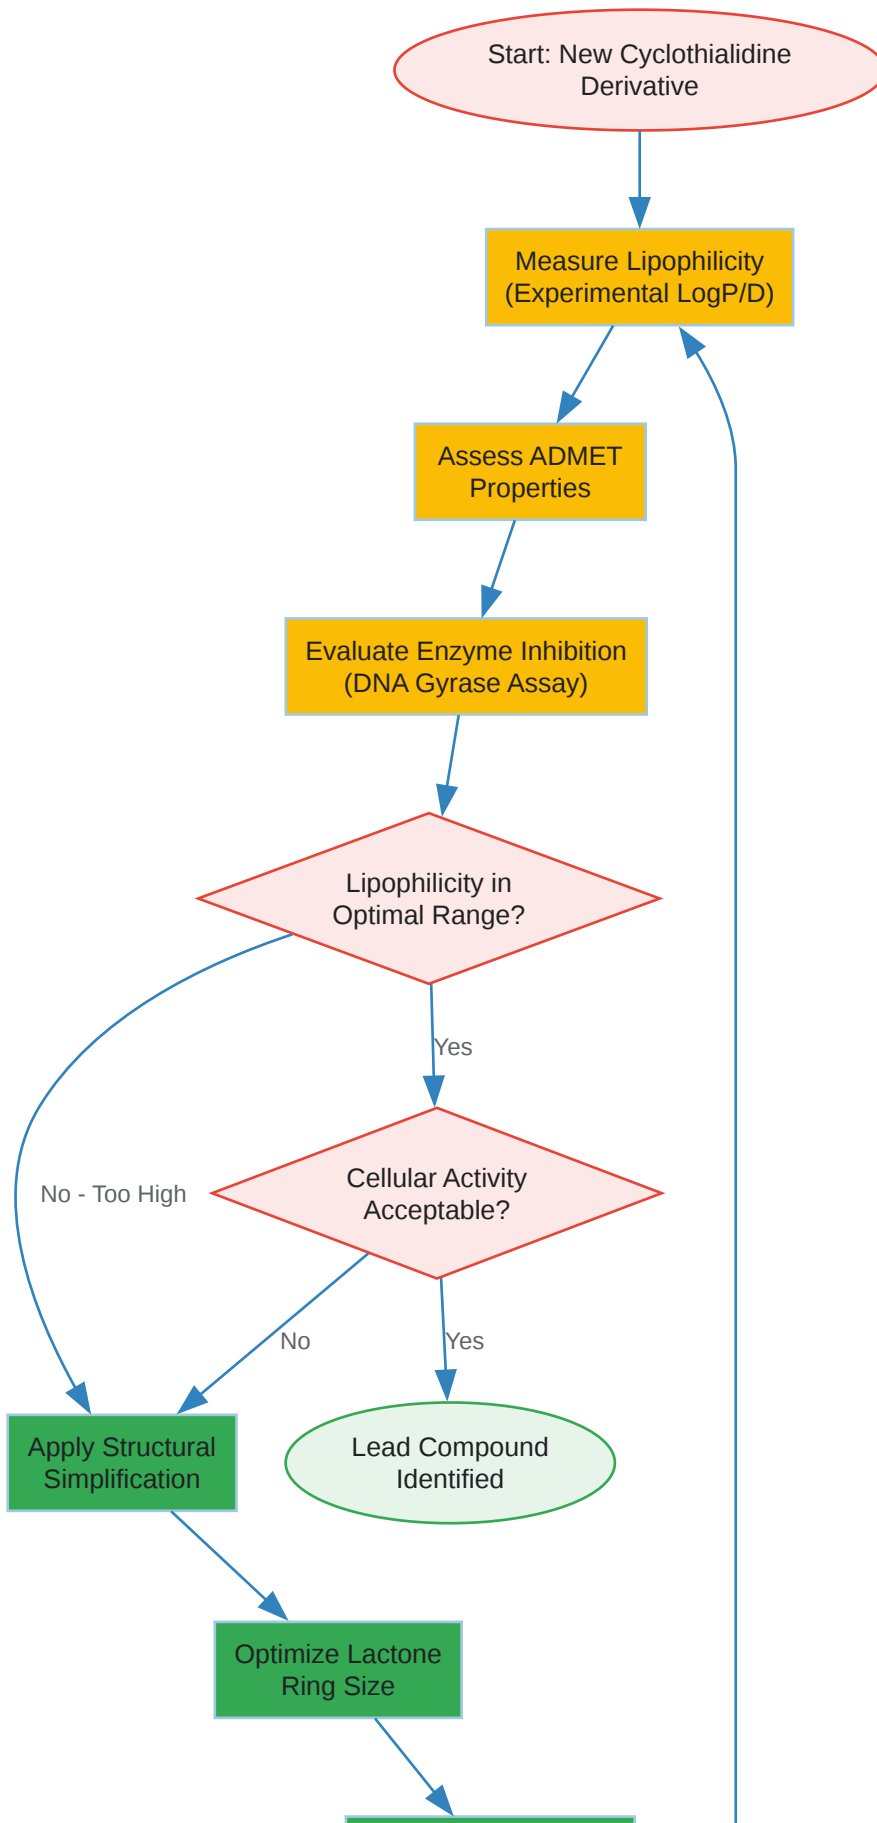 Start: New Cyclothialidine
Derivative
Measure Lipophilicity
(Experimental LogP/D)
Assess ADMET
Properties
Evaluate Enzyme Inhibition
(DNA Gyrase Assay)
Lipophilicity in
Optimal Range?
Yes
Cellular Activity
Acceptable?
No - Too High
No
Yes
Apply Structural
Simplification
Lead Compound
Identified
Optimize Lactone
Ring Size